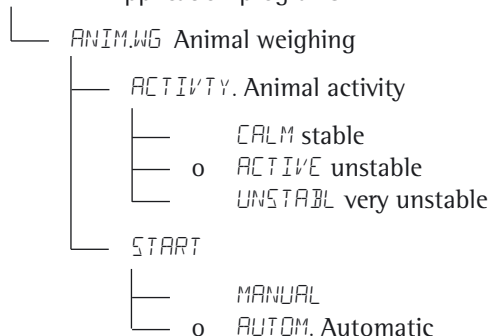 ANIM.WG Animal weighing
ACTIVTY. Animal activity
CALM stable
o ACTIVE unstable
UNSTABL very unstable
START
MANUAL
o AUTOM. Automatic